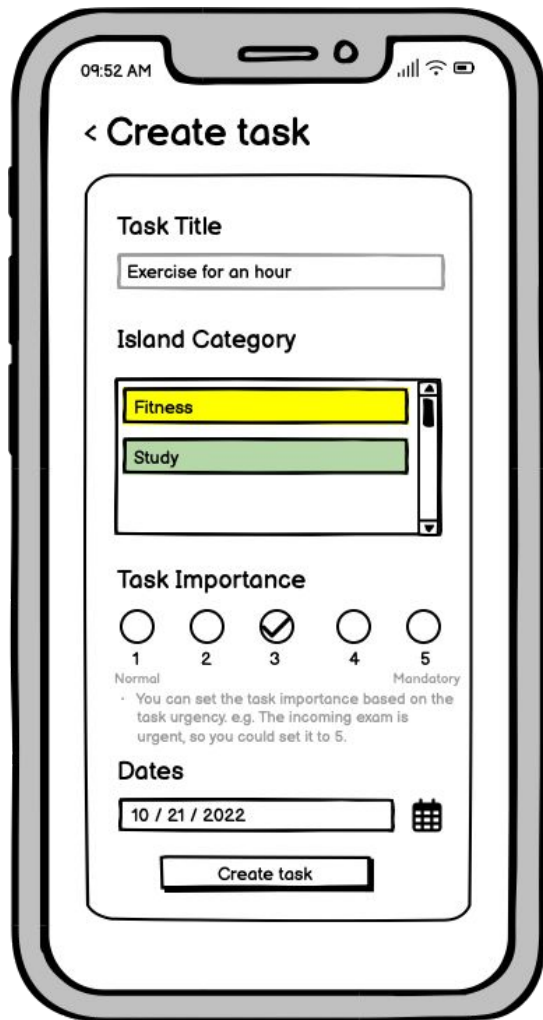 09:52 AM
< Create task
Task Title
Exercise for an hour
Island Category
Fitness
Study
Task Importance
1 2 3 4 5
Normal Mandatory
· You can set the task importance based on the
task urgency. e.g. The incoming exam is
urgent, so you could set it to 5.
Dates
10 / 21 / 2022
Create task